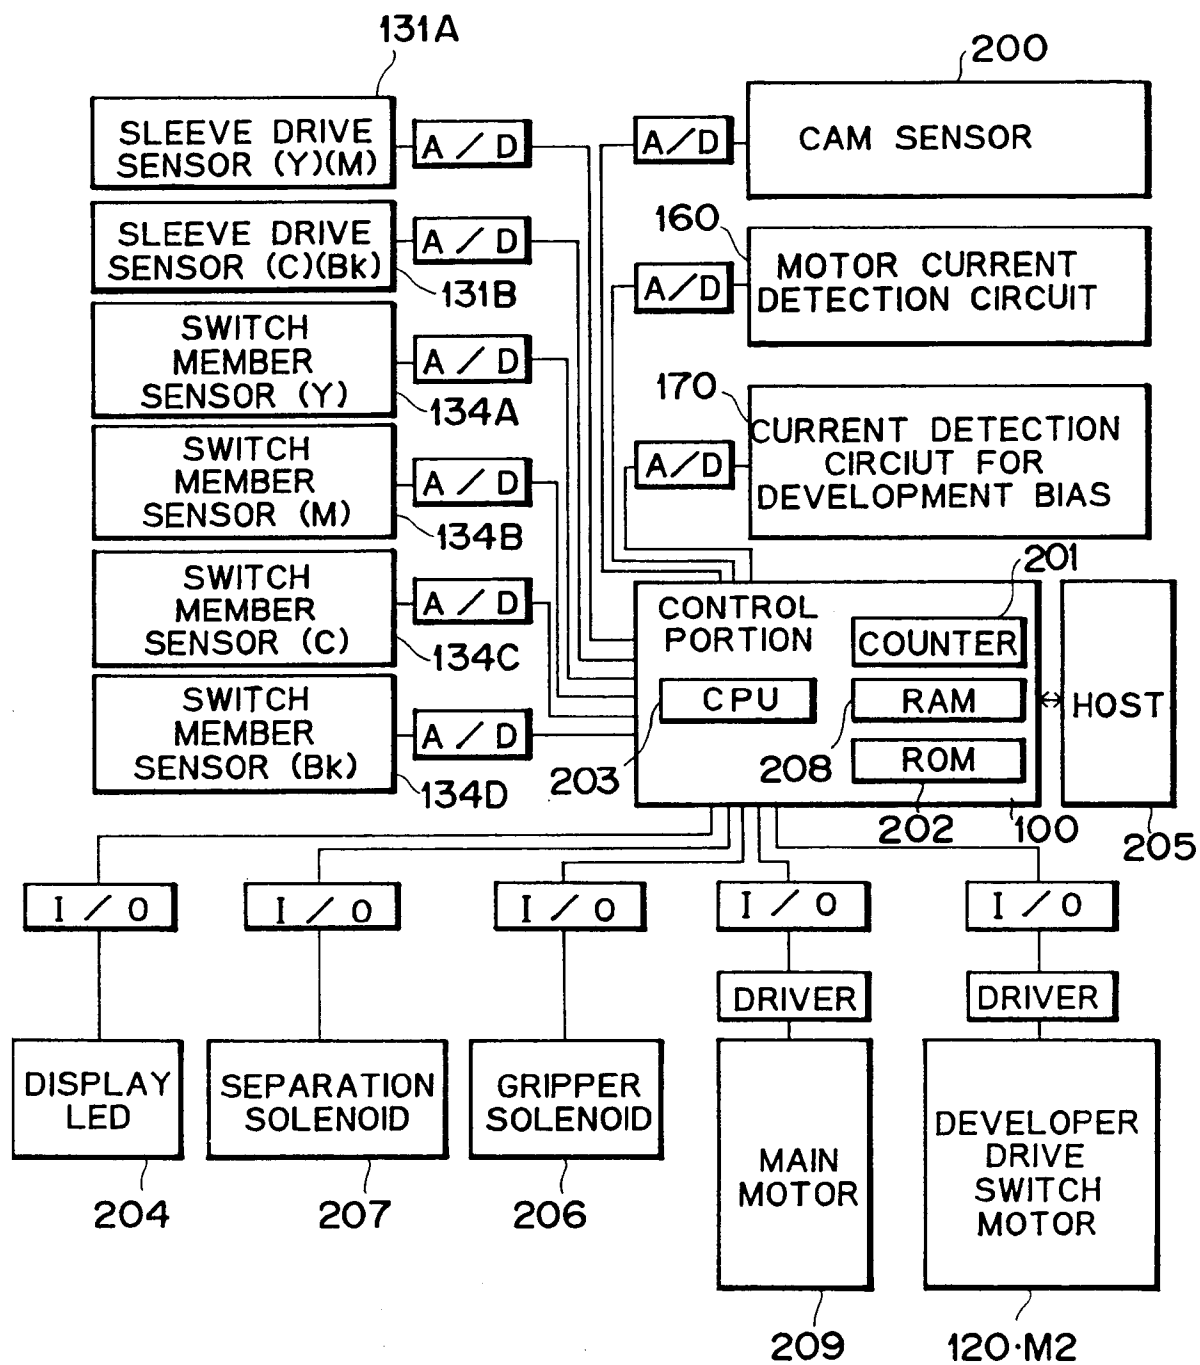 131A
SLEEVE DRIVE
SENSOR (Y)(M)
A / D
SLEEVE DRIVE
SENSOR (C)(Bk)
A / D
131B
SWITCH
MEMBER
SENSOR (Y)
A / D
134A
SWITCH
MEMBER
SENSOR (M)
A / D
134B
SWITCH
MEMBER
SENSOR (C)
A / D
134C
SWITCH
MEMBER
SENSOR (Bk)
A / D
134D
200
A/D
CAM SENSOR
160
A/D
MOTOR CURRENT
DETECTION CIRCUIT
170
A/D
CURRENT DETECTION
CIRCIUT FOR
DEVELOPMENT BIAS
CONTROL
PORTION
201
COUNTER
CPU
203
RAM
208
ROM
202
100
HOST
205
I / O
I / O
I / O
I / O
I / O
DRIVER
DRIVER
DISPLAY
LED
204
SEPARATION
SOLENOID
207
GRIPPER
SOLENOID
206
MAIN
MOTOR
209
DEVELOPER
DRIVE
SWITCH
MOTOR
120·M2